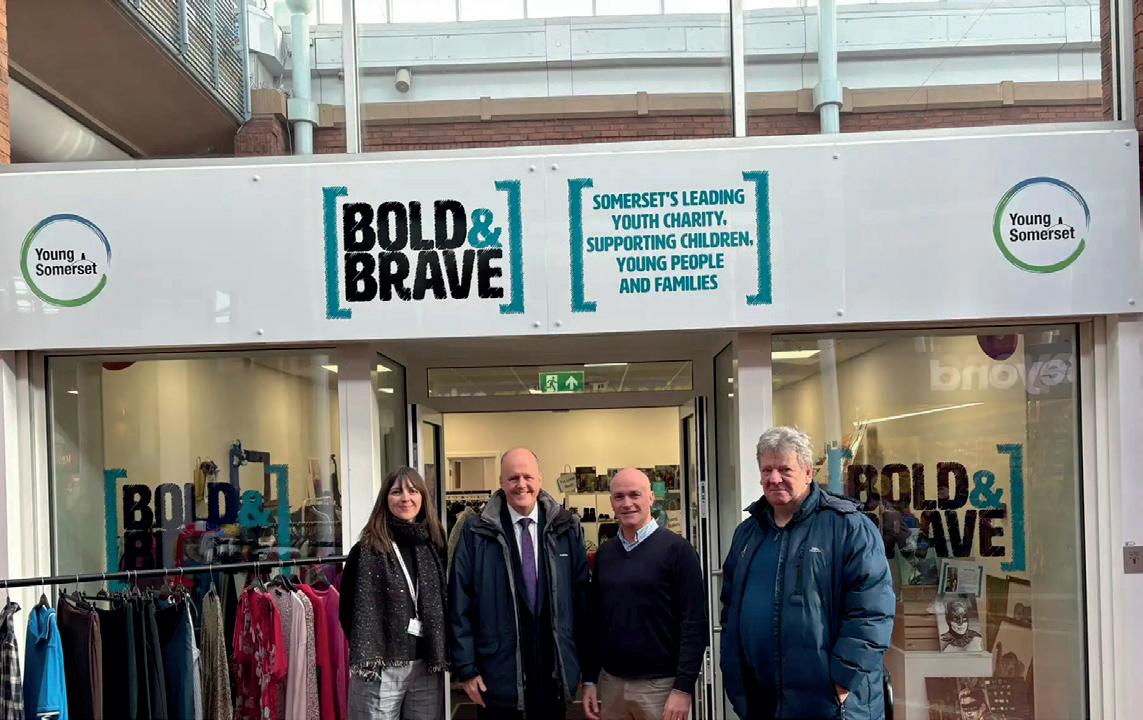 Young
Somerset
BOLD&
BRAVE
SOMERSET'S LEADING
YOUTH CHARITY,
SUPPORTING CHILDREN,
YOUNG PEOPLE
AND FAMILIES
Young
Somerset
beyond
BOLD&
BOLD&
BRAVE